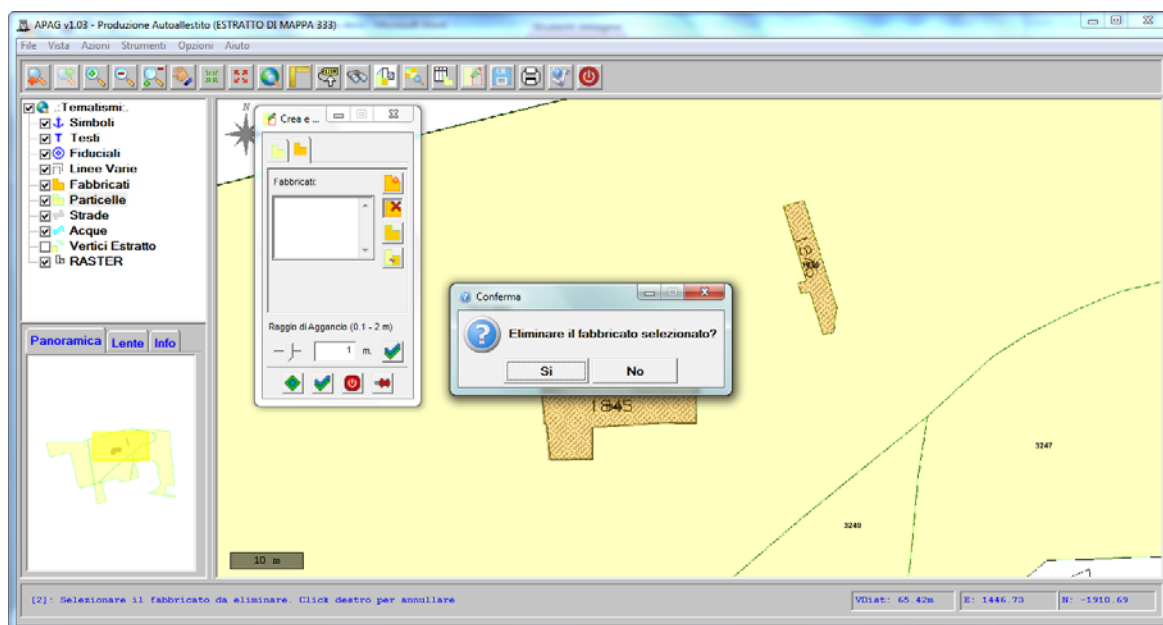 APAG v1.03 - Produzione Autoallestito (ESTRATTO DI MAPPA 333)
File Vista Azioni Strumenti Opzioni Aiuto
.:Tematismi:.
Simboli
Testi
Fiduciali
Linee Varie
Fabbricati
Particelle
Strade
Acque
Vertici Estratto
RASTER
N
Crea e ...
Fabbricati:
Raggio di Aggancio (0.1 - 2 m)
1 m.
Conferma
Eliminare il fabbricato selezionato?
Si No
1845
3247
3249
Panoramica Lente Info
10 m
[2]: Selezionare il fabbricato da eliminare. Click destro per annullare
VDist: 65.42m E: 1446.73 N: -1910.69